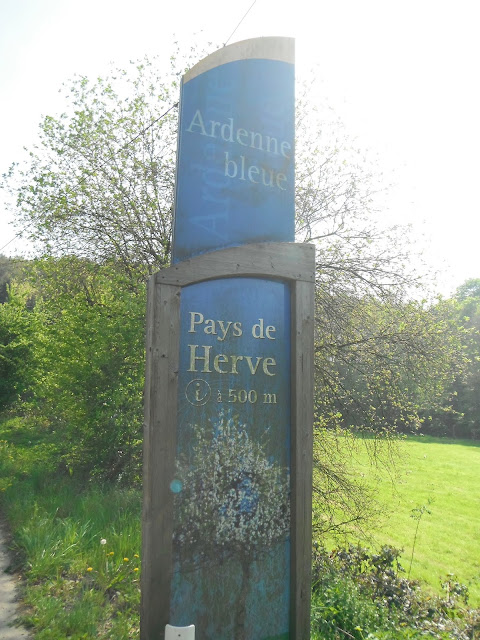 Ardenne
bleue
Pays de
Herve
i à 500 m